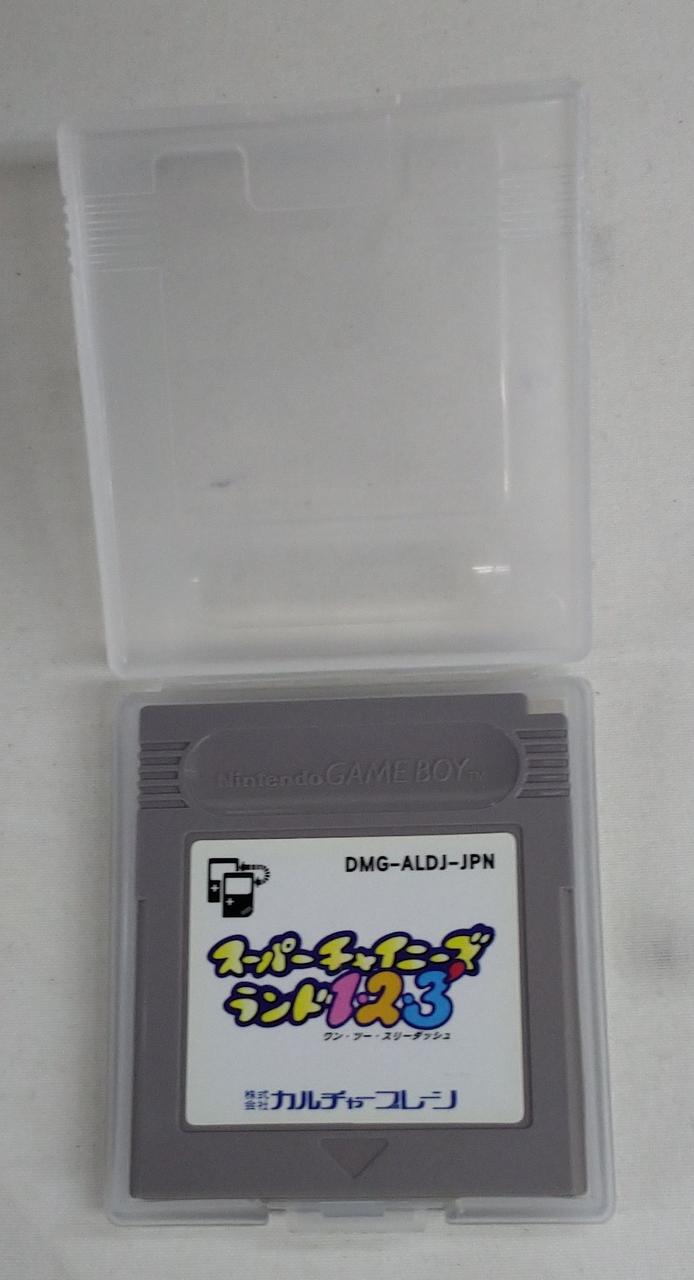 Nintendo GAME BOY TM
DMG-ALDJ-JPN
スーパーチャイニーズ
ランド1・2・3'
ワン・ツー・スリーダッシュ
株式会社 カルチャーブレーン